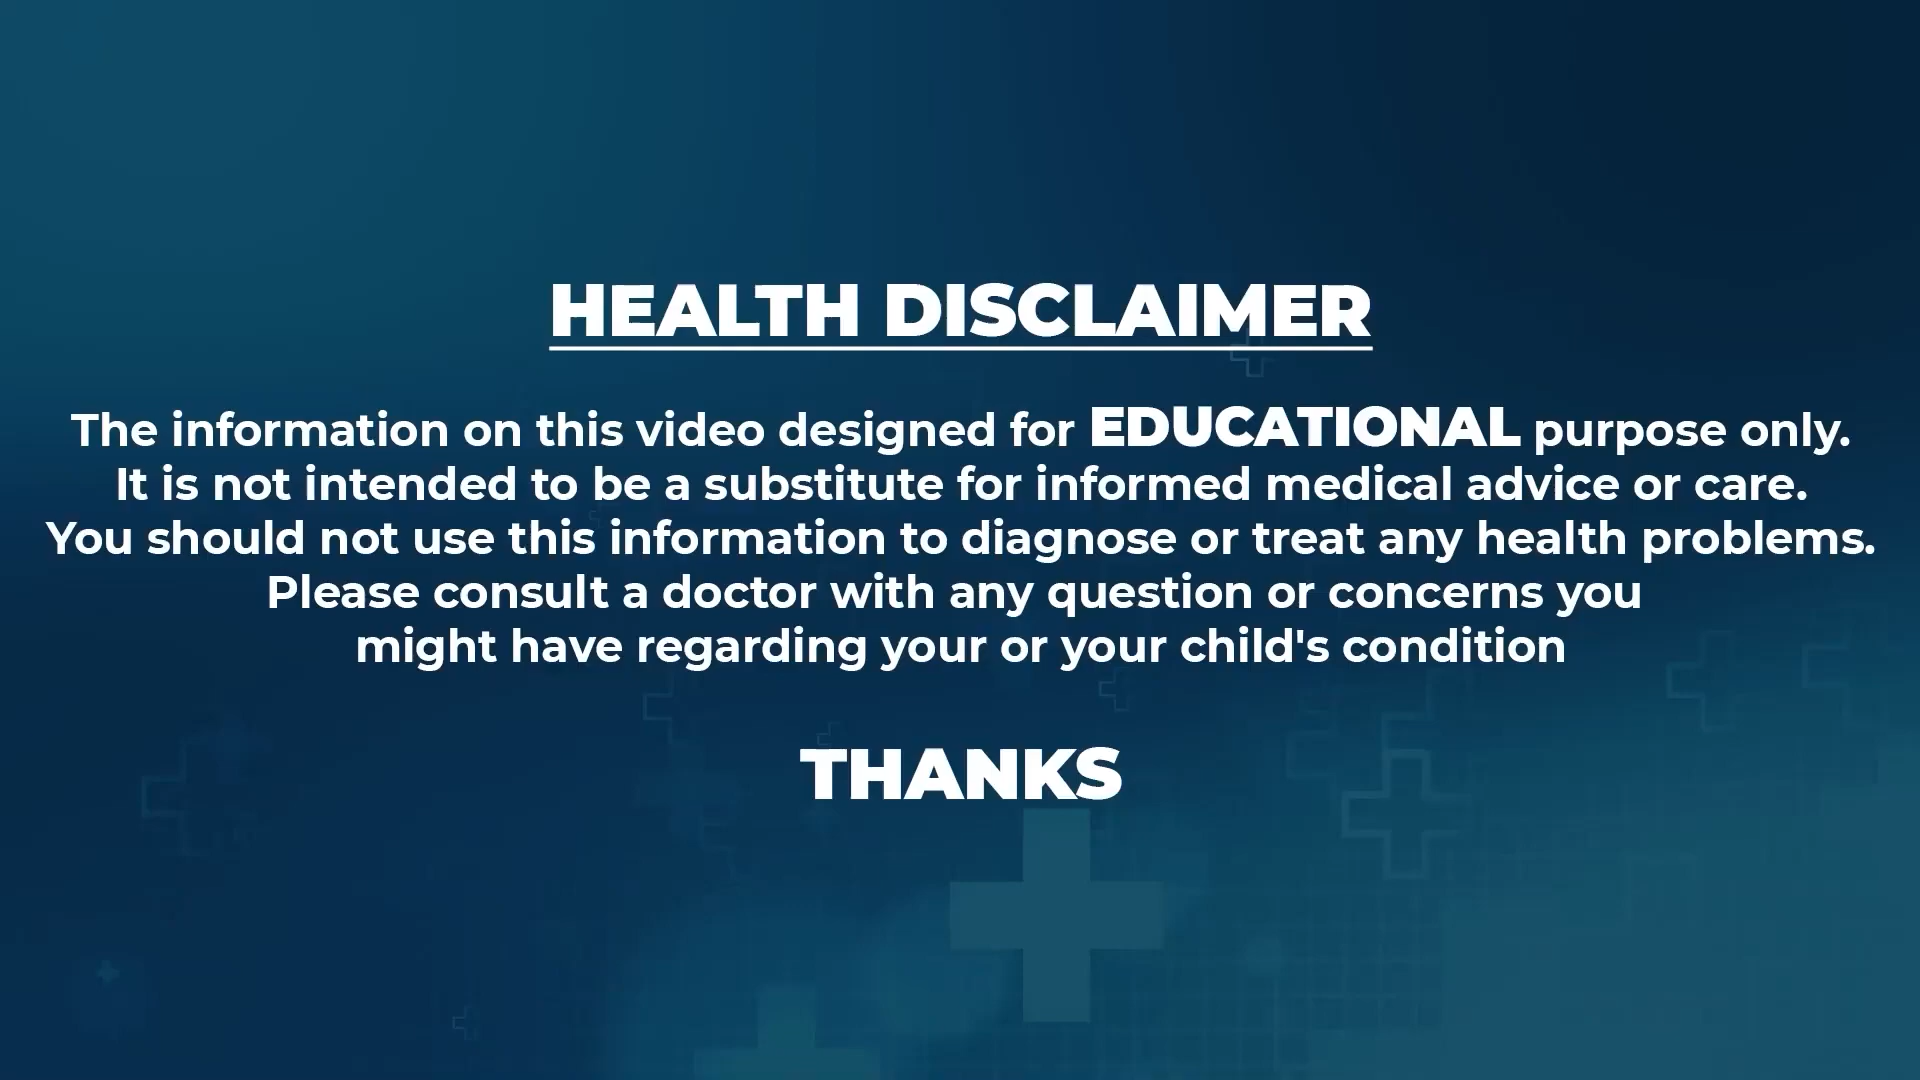 HEALTH DISCLAIMER
The information on this video designed for EDUCATIONAL purpose only.
It is not intended to be a substitute for informed medical advice or care.
You should not use this information to diagnose or treat any health problems.
Please consult a doctor with any question or concerns you
might have regarding your or your child's condition
THANKS